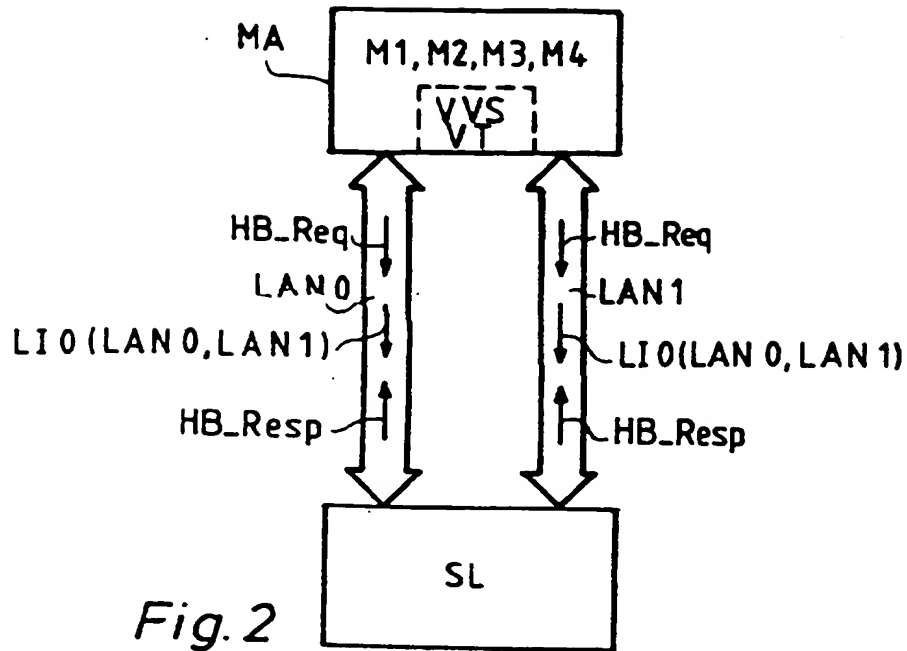 MA
M1, M2, M3, M4
VVS
VT
HB_Req
HB_Req
LAN0
LAN1
LI0(LAN0, LAN1)
LI0(LAN0, LAN1)
HB_Resp
HB_Resp
SL
Fig. 2